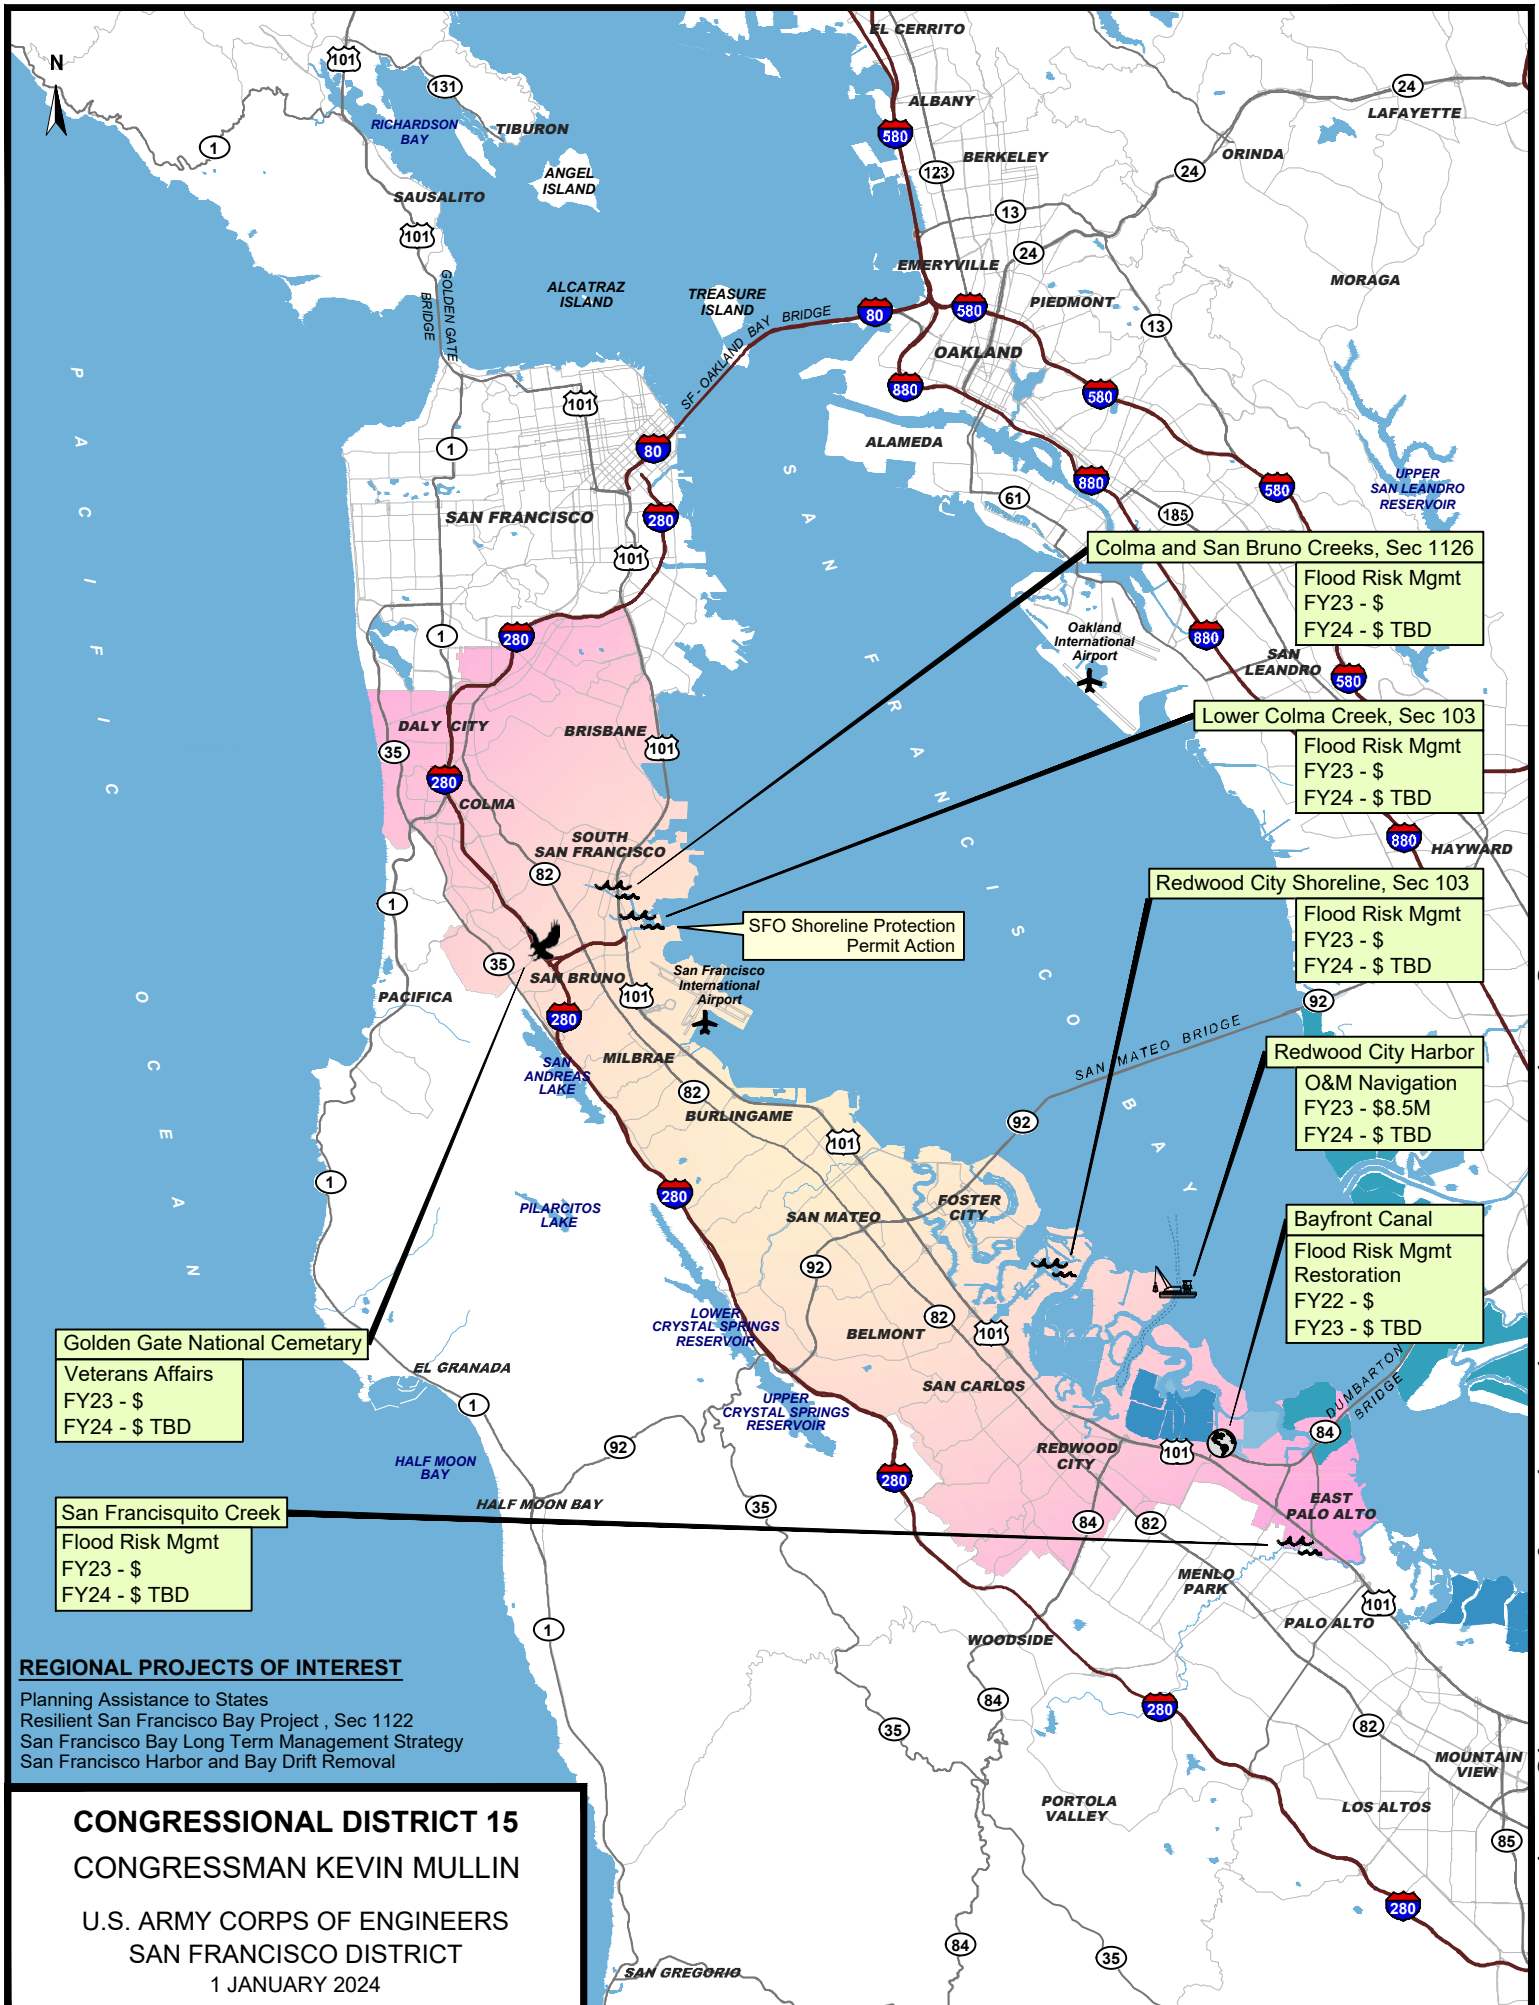 N
101
131
1
RICHARDSON
BAY
TIBURON
ANGEL
ISLAND
SAUSALITO
101
GOLDEN GATE
BRIDGE
ALCATRAZ
ISLAND
TREASURE
ISLAND
SF - OAKLAND BAY BRIDGE
80
EL CERRITO
ALBANY
580
BERKELEY
123
13
24
24
24
LAFAYETTE
ORINDA
EMERYVILLE
PIEDMONT
MORAGA
580
13
OAKLAND
880
580
ALAMEDA
880
61
185
580
UPPER
SAN LEANDRO
RESERVOIR
101
1
80
SAN FRANCISCO
280
101
PACIFIC OCEAN
SAN FRANCISCO BAY
Colma and San Bruno Creeks, Sec 1126
Flood Risk Mgmt
FY23 - $
FY24 - $ TBD
Oakland
International
Airport
880
SAN
LEANDRO
580
1
280
DALY CITY
BRISBANE
101
35
280
COLMA
Lower Colma Creek, Sec 103
Flood Risk Mgmt
FY23 - $
FY24 - $ TBD
880
HAYWARD
SOUTH
SAN FRANCISCO
82
1
Redwood City Shoreline, Sec 103
Flood Risk Mgmt
FY23 - $
FY24 - $ TBD
SFO Shoreline Protection
Permit Action
35
SAN BRUNO
San Francisco
International
Airport
101
PACIFICA
280
92
SAN MATEO BRIDGE
Redwood City Harbor
O&M Navigation
FY23 - $8.5M
FY24 - $ TBD
SAN
ANDREAS
LAKE
MILBRAE
82
BURLINGAME
101
92
1
280
PILARCITOS
LAKE
SAN MATEO
FOSTER
CITY
Bayfront Canal
Flood Risk Mgmt
Restoration
FY22 - $
FY23 - $ TBD
92
LOWER
CRYSTAL SPRINGS
RESERVOIR
82
BELMONT
101
Golden Gate National Cemetary
Veterans Affairs
FY23 - $
FY24 - $ TBD
EL GRANADA
1
SAN CARLOS
DUMBARTON
BRIDGE
UPPER
CRYSTAL SPRINGS
RESERVOIR
92
84
REDWOOD
CITY
101
HALF MOON
BAY
280
HALF MOON BAY
35
84
82
EAST
PALO ALTO
San Francisquito Creek
Flood Risk Mgmt
FY23 - $
FY24 - $ TBD
MENLO
PARK
101
PALO ALTO
1
WOODSIDE
REGIONAL PROJECTS OF INTEREST
Planning Assistance to States
Resilient San Francisco Bay Project , Sec 1122
San Francisco Bay Long Term Management Strategy
San Francisco Harbor and Bay Drift Removal
84
35
280
82
MOUNTAIN
VIEW
PORTOLA
VALLEY
LOS ALTOS
85
280
84
35
SAN GREGORIO
CONGRESSIONAL DISTRICT 15
CONGRESSMAN KEVIN MULLIN
U.S. ARMY CORPS OF ENGINEERS
SAN FRANCISCO DISTRICT
1 JANUARY 2024